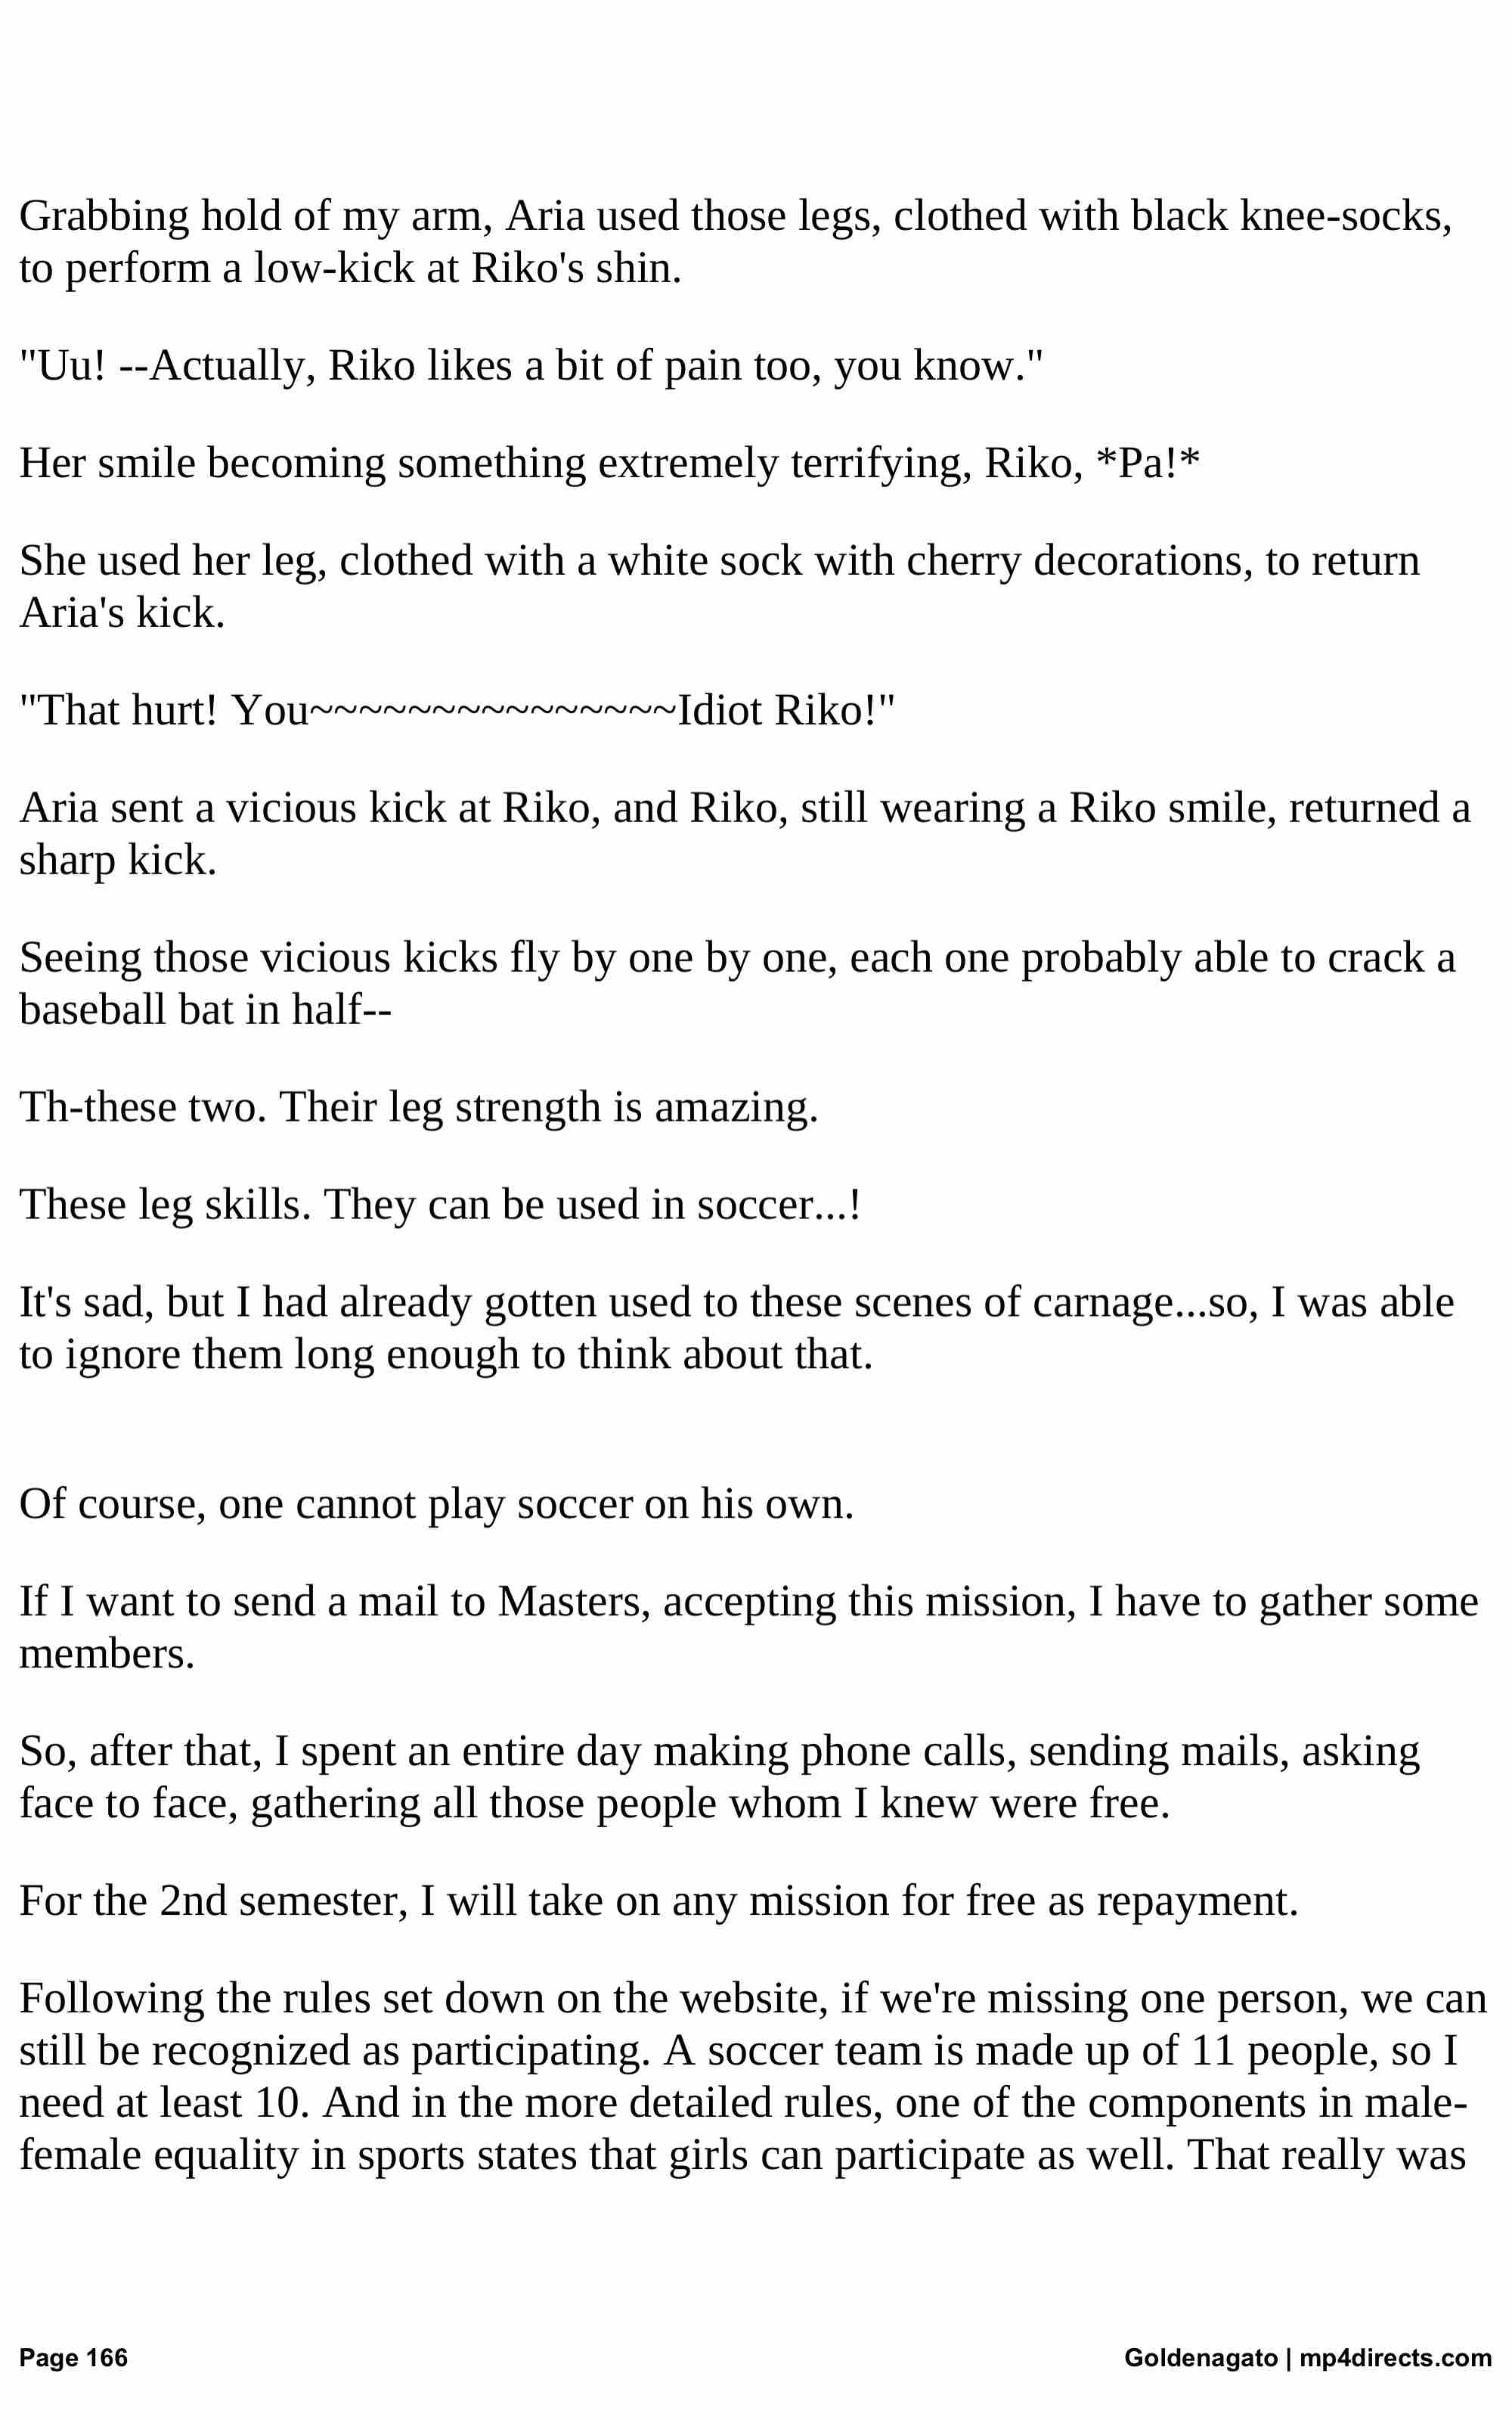 Grabbing hold of my arm, Aria used those legs, clothed with black knee-socks,
to perform a low-kick at Riko's shin.
"Uu! --Actually, Riko likes a bit of pain too, you know."
Her smile becoming something extremely terrifying, Riko, *Pa!*
She used her leg, clothed with a white sock with cherry decorations, to return
Aria's kick.
"That hurt! You~~~~~~~~~~~~~~~Idiot Riko!"
Aria sent a vicious kick at Riko, and Riko, still wearing a Riko smile, returned a
sharp kick.
Seeing those vicious kicks fly by one by one, each one probably able to crack a
baseball bat in half--
Th-these two. Their leg strength is amazing.
These leg skills. They can be used in soccer...!
It's sad, but I had already gotten used to these scenes of carnage...so, I was able
to ignore them long enough to think about that.
Of course, one cannot play soccer on his own.
If I want to send a mail to Masters, accepting this mission, I have to gather some
members.
So, after that, I spent an entire day making phone calls, sending mails, asking
face to face, gathering all those people whom I knew were free.
For the 2nd semester, I will take on any mission for free as repayment.
Following the rules set down on the website, if we're missing one person, we can
still be recognized as participating. A soccer team is made up of 11 people, so I
need at least 10. And in the more detailed rules, one of the components in male-
female equality in sports states that girls can participate as well. That really was
Page 166
Goldenagato | mp4directs.com